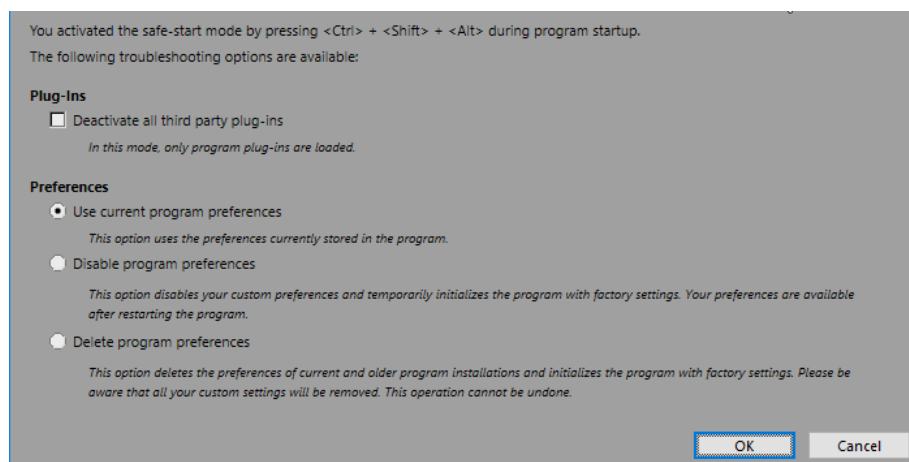 You activated the safe-start mode by pressing <Ctrl> + <Shift> + <Alt> during program startup.
The following troubleshooting options are available:
Plug-Ins
Deactivate all third party plug-ins
In this mode, only program plug-ins are loaded.
Preferences
Use current program preferences
This option uses the preferences currently stored in the program.
Disable program preferences
This option disables your custom preferences and temporarily initializes the program with factory settings. Your preferences are available
after restarting the program.
Delete program preferences
This option deletes the preferences of current and older program installations and initializes the program with factory settings. Please be
aware that all your custom settings will be removed. This operation cannot be undone.
OK Cancel